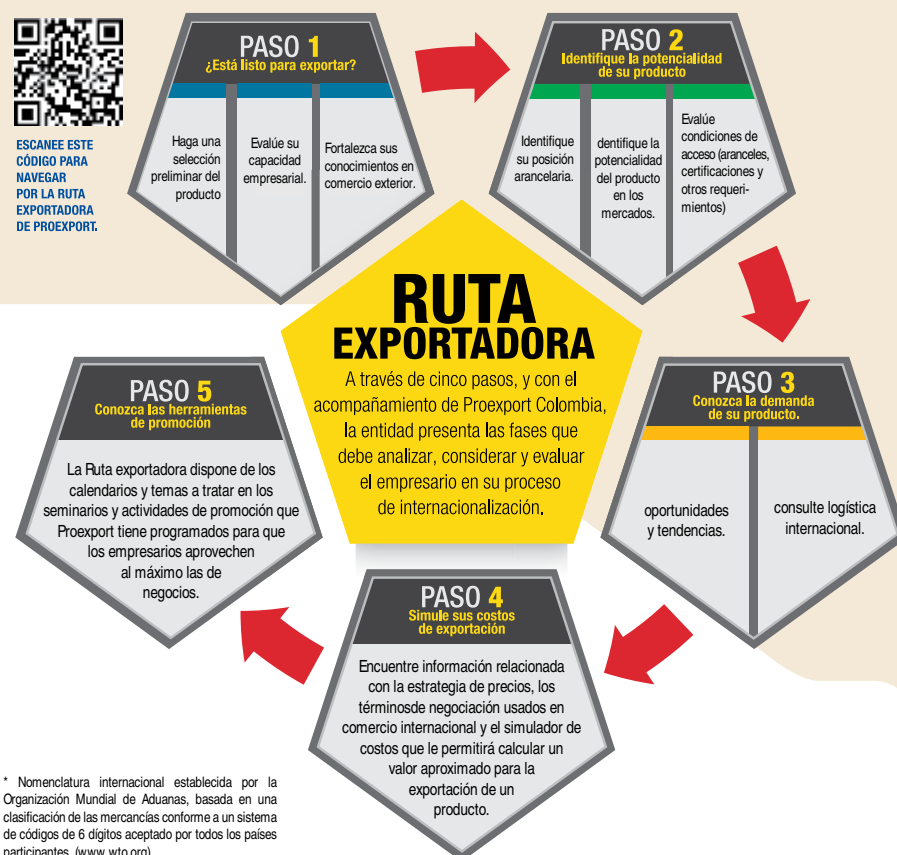 ESCANEE ESTE
CÓDIGO PARA
NAVEGAR
POR LA RUTA
EXPORTADORA
DE PROEXPORT.
PASO 1
¿Está listo para exportar?
Haga una
selección
preliminar del
producto
Evalúe su
capacidad
empresarial.
Fortalezca sus
conocimientos en
comercio exterior.
PASO 2
Identifique la potencialidad
de su producto
Identifique
su posición
arancelaria.
dentifique la
potencialidad
del producto
en los
mercados.
Evalúe
condiciones de
acceso (aranceles,
certificaciones y
otros requeri-
mientos)
RUTA
EXPORTADORA
A través de cinco pasos, y con el
acompañamiento de Proexport Colombia,
la entidad presenta las fases que
debe analizar, considerar y evaluar
el empresario en su proceso
de internacionalización.
PASO 3
Conozca la demanda
de su producto.
oportunidades
y tendencias.
consulte logística
internacional.
PASO 4
Simule sus costos
de exportación
Encuentre información relacionada
con la estrategia de precios, los
términosde negociación usados en
comercio internacional y el simulador de
costos que le permitirá calcular un
valor aproximado para la
exportación de un
producto.
PASO 5
Conozca las herramientas
de promoción
La Ruta exportadora dispone de los
calendarios y temas a tratar en los
seminarios y actividades de promoción que
Proexport tiene programados para que
los empresarios aprovechen
al máximo las de
negocios.
* Nomenclatura internacional establecida por la
Organización Mundial de Aduanas, basada en una
clasificación de las mercancías conforme a un sistema
de códigos de 6 dígitos aceptado por todos los países
participantes. (www.wto.org)